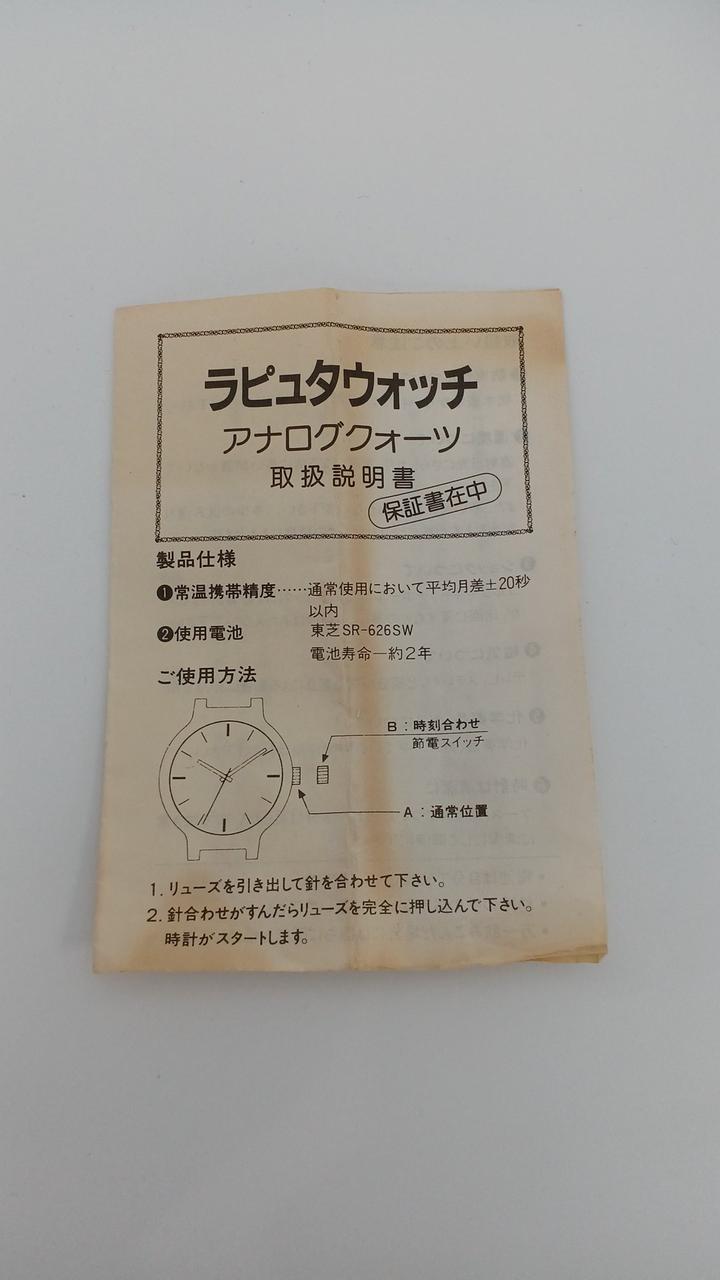 ラピュタウォッチ
アナログクォーツ
取扱説明書
保証書在中
製品仕様
❶常温携帯精度……通常使用において平均月差±20秒
以内
❷使用電池 東芝SR-626SW
電池寿命―約2年
ご使用方法
B：時刻合わせ
節電スイッチ
A：通常位置
1. リューズを引き出して針を合わせて下さい。
2. 針合わせがすんだらリューズを完全に押し込んで下さい。
時計がスタートします。